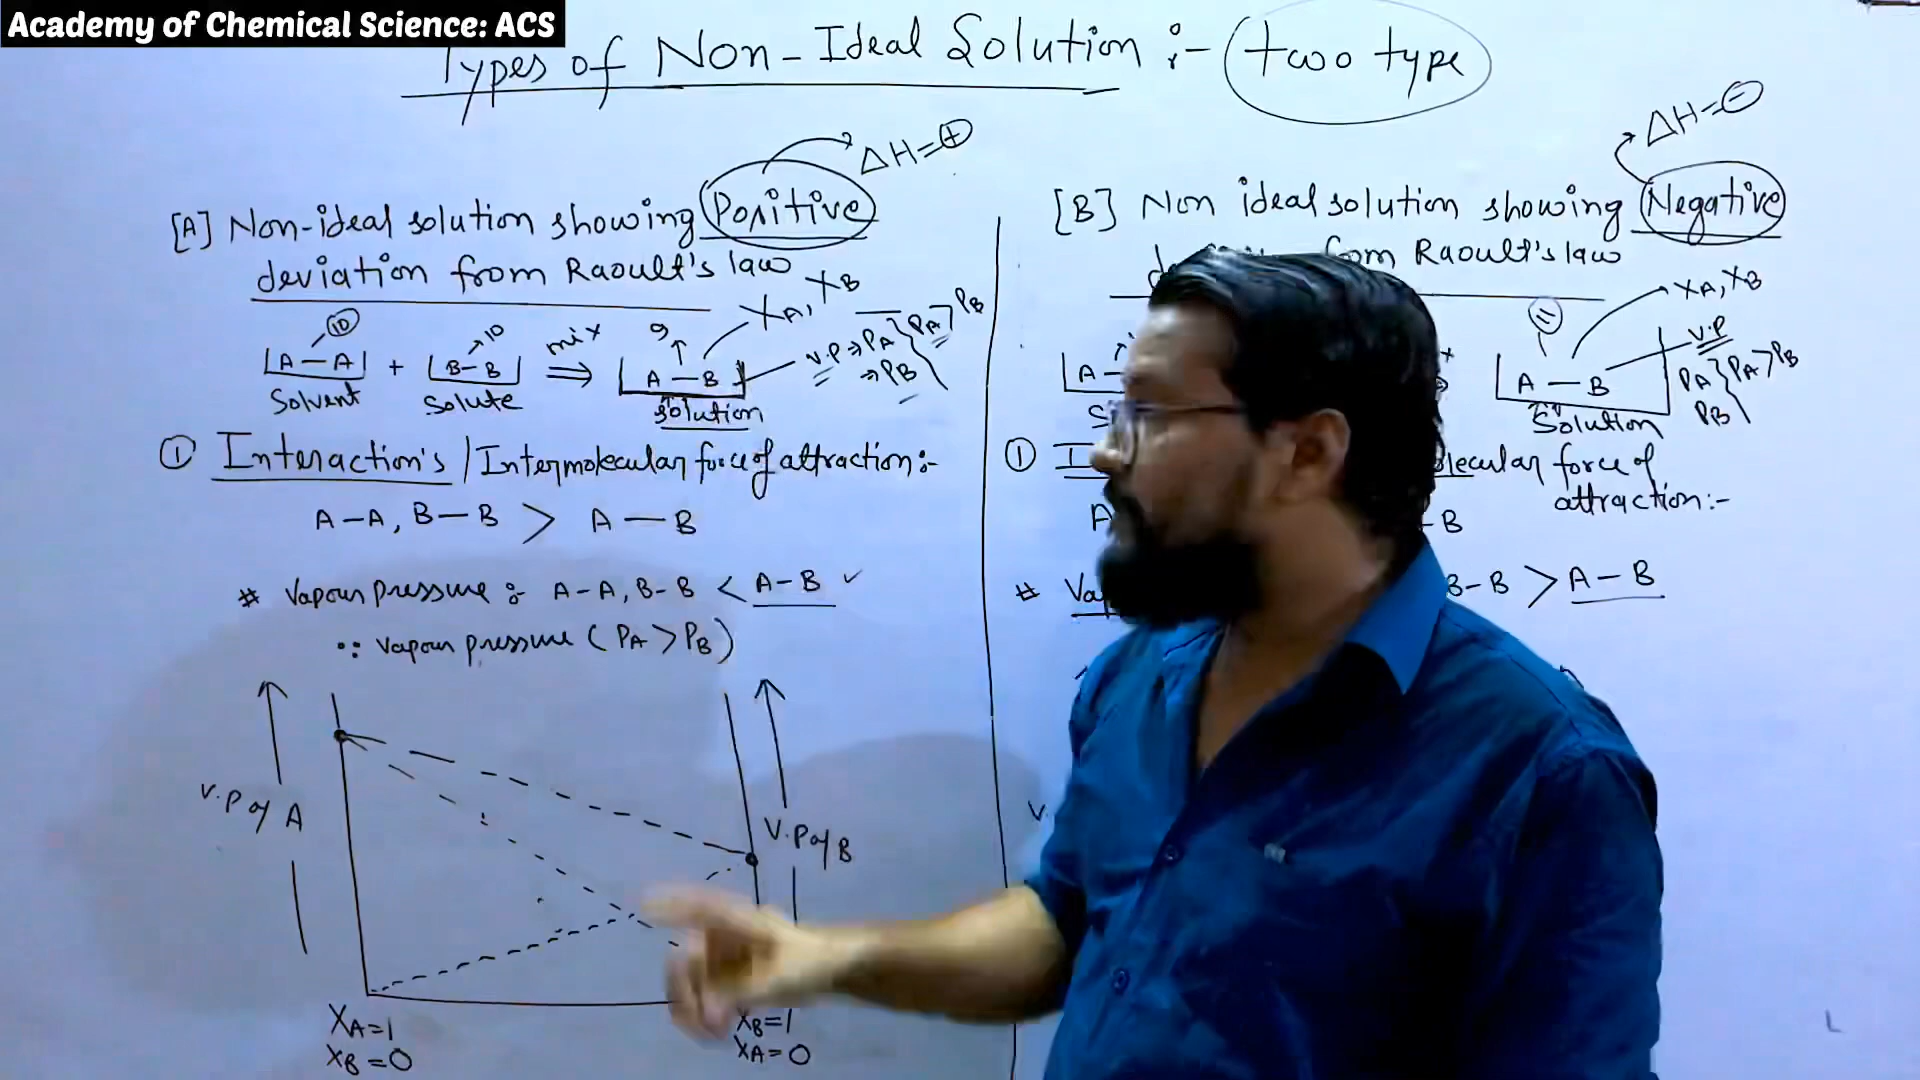 Academy of Chemical Science: ACS
Types of Non-Ideal Solution :- two type
ΔH=⊕
[A] Non-ideal solution showing Positive
deviation from Raoult's law
XA, XB
10
A-A + B-B mix ⇒ A-B
10
9
Solvent Solute solution
V.P ⇒ PA
⇒ PB
PA > PB
① Interaction's / Intermolecular force of attraction:-
A-A, B-B > A-B
# Vapour pressure :- A-A, B-B < A-B ✓
∵ Vapour pressure (PA > PB)
V.P of A
V.P of B
XA=1
XB=0
XB=1
XA=0
ΔH=⊖
[B] Non ideal solution showing Negative
from Raoult's law
XA, XB
A-B
Solution
V.P
PA
PB
PA > PB
①
force of
attraction:-
B
#
B-B > A-B